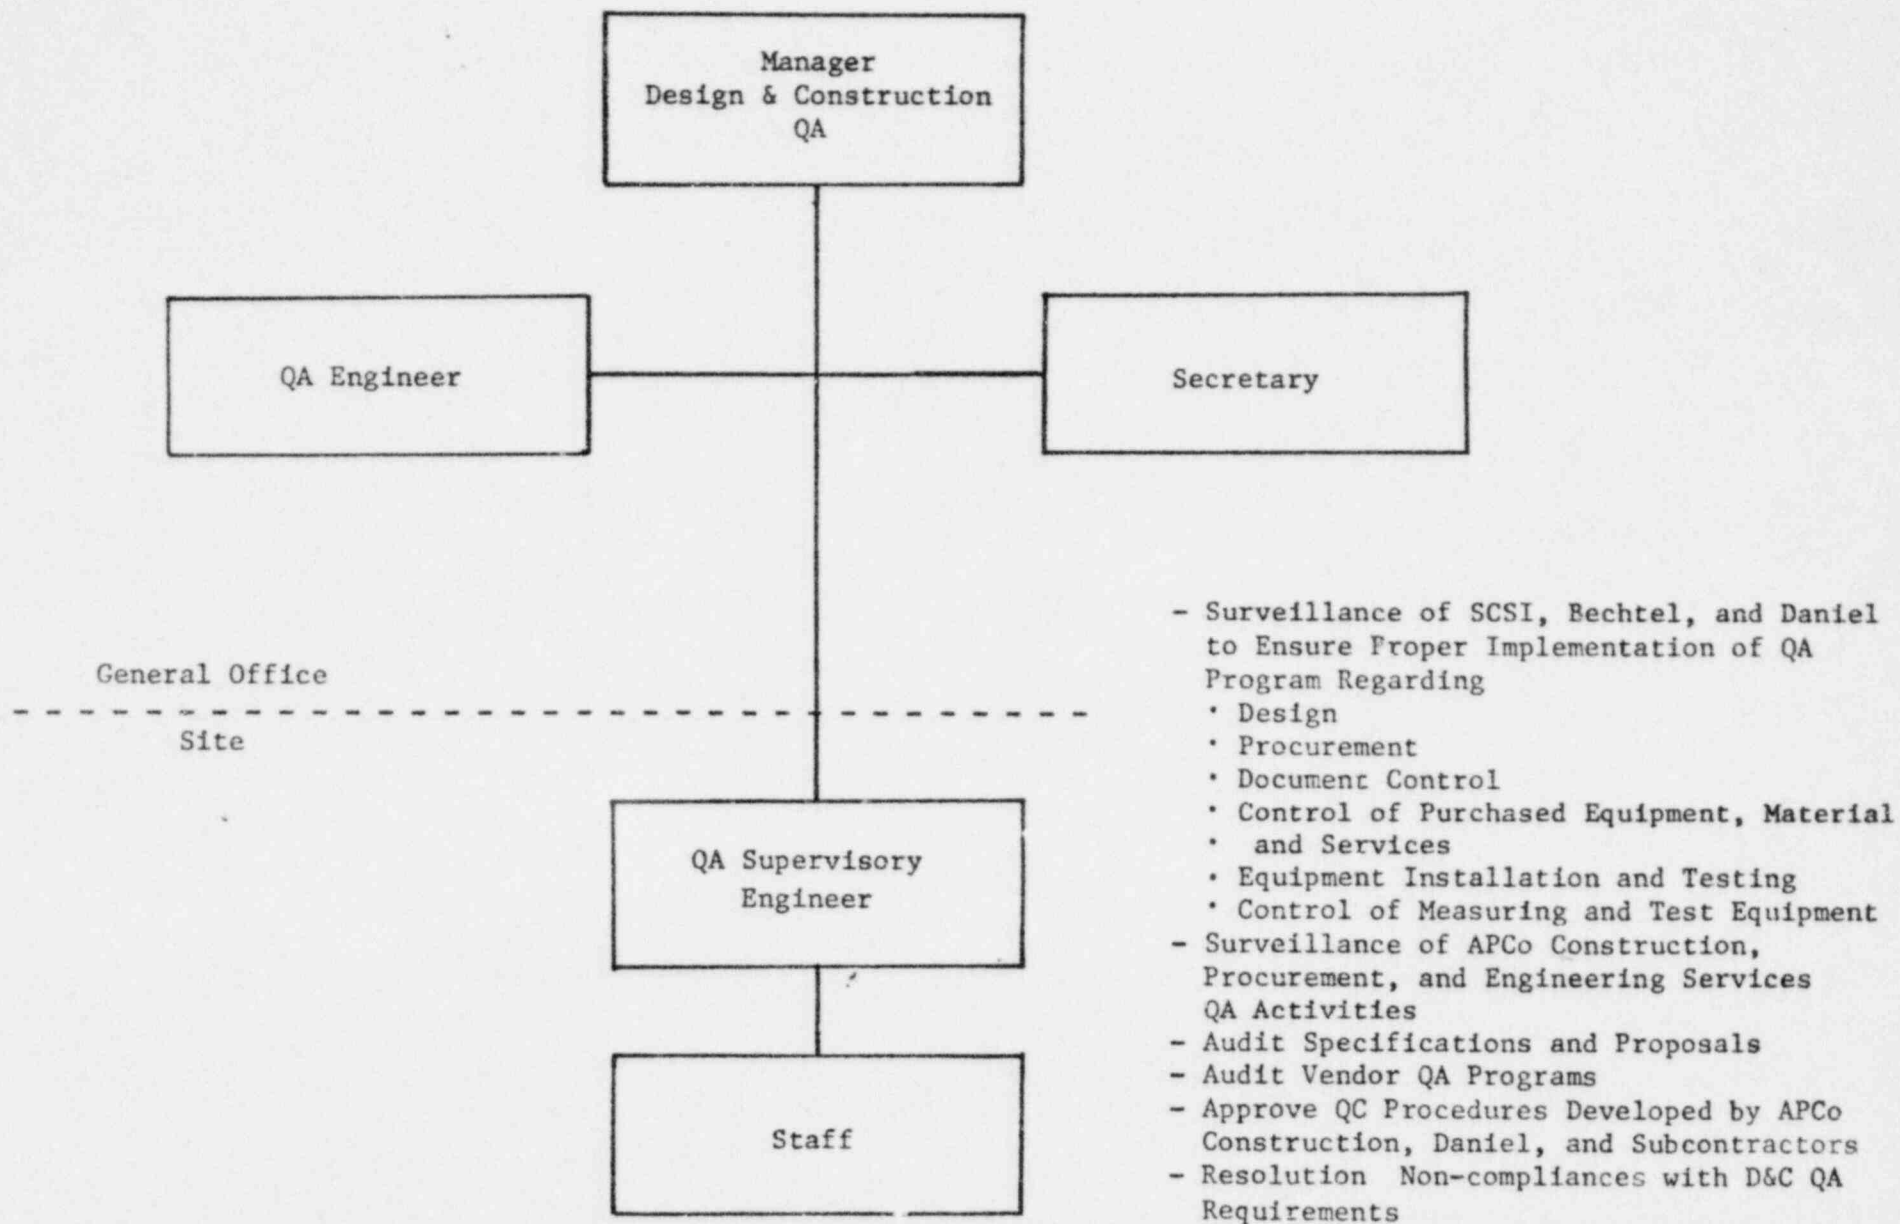 Manager
Design & Construction
QA
QA Engineer
Secretary
General Office
Site
QA Supervisory
Engineer
Staff
- Surveillance of SCSI, Bechtel, and Daniel
to Ensure Proper Implementation of QA
Program Regarding
· Design
· Procurement
· Document Control
· Control of Purchased Equipment, Material
· and Services
· Equipment Installation and Testing
· Control of Measuring and Test Equipment
- Surveillance of APCo Construction,
Procurement, and Engineering Services
QA Activities
- Audit Specifications and Proposals
- Audit Vendor QA Programs
- Approve QC Procedures Developed by APCo
Construction, Daniel, and Subcontractors
- Resolution Non-compliances with D&C QA
Requirements